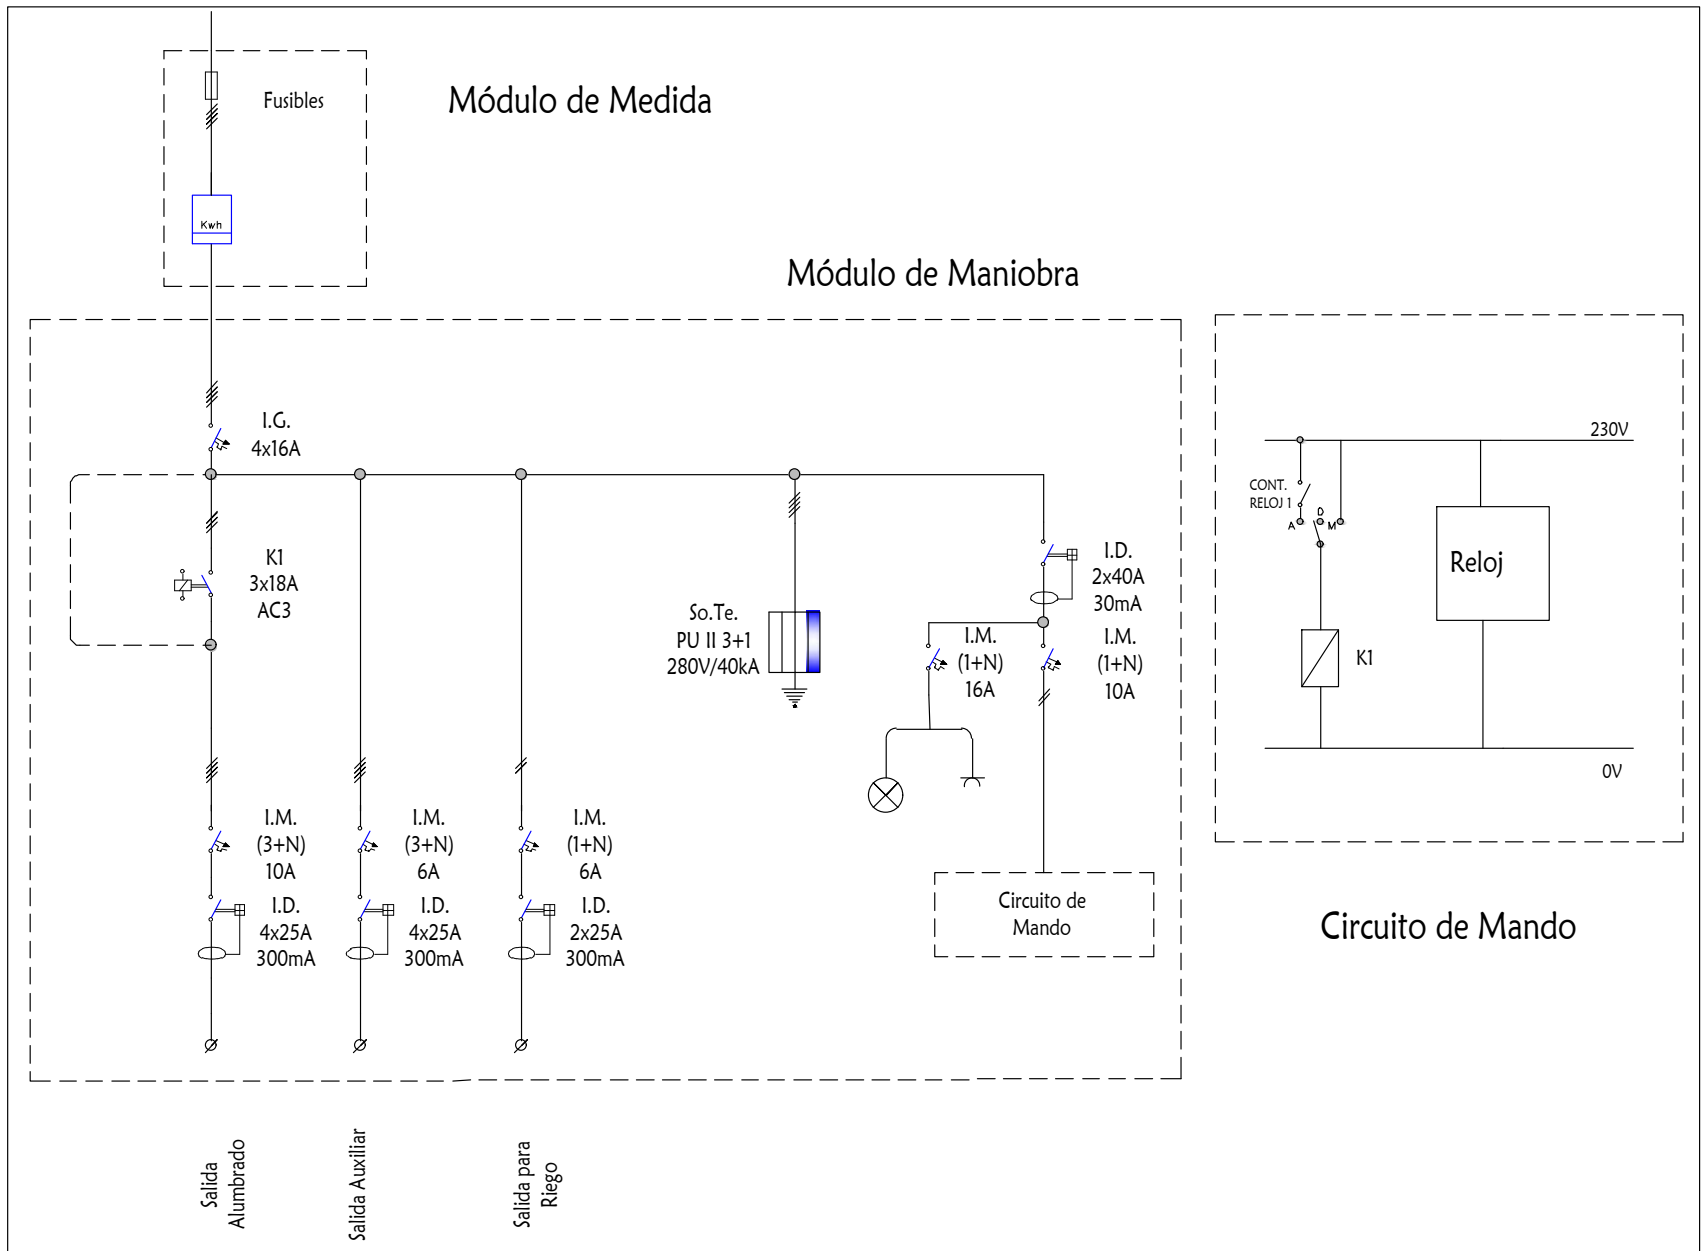 Fusibles
Módulo de Medida
Kwh
Módulo de Maniobra
I.G.
4x16A
K1
3x18A
AC3
So.Te.
PU II 3+1
280V/40kA
I.D.
2x40A
30mA
I.M.
(1+N)
16A
I.M.
(1+N)
10A
I.M.
(3+N)
10A
I.D.
4x25A
300mA
I.M.
(3+N)
6A
I.D.
4x25A
300mA
I.M.
(1+N)
6A
I.D.
2x25A
300mA
Circuito de
Mando
Salida
Alumbrado
Salida Auxiliar
Salida para
Riego
230V
CONT.
RELOJ 1
A
D
M
Reloj
K1
0V
Circuito de Mando